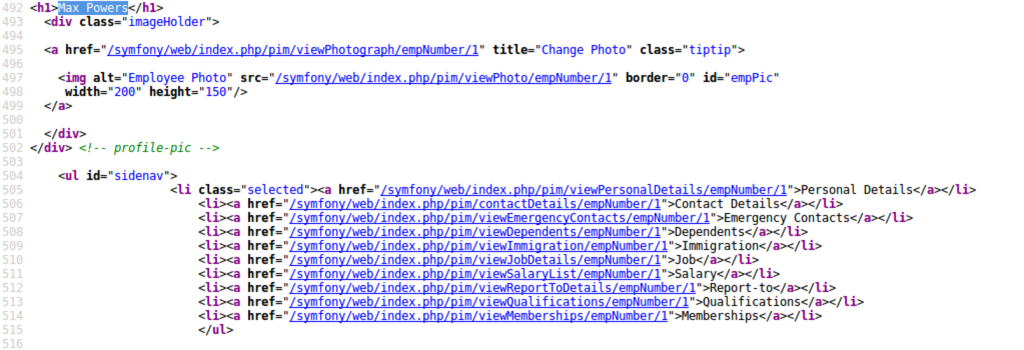 492 <h1>Max Powers</h1>
493 <div class="imageHolder">
494
495 <a href="/symfony/web/index.php/pim/viewPhotograph/empNumber/1" title="Change Photo" class="tiptip">
496
497 <img alt="Employee Photo" src="/symfony/web/index.php/pim/viewPhoto/empNumber/1" border="0" id="empPic"
498 width="200" height="150"/>
499 </a>
500
501 </div>
502 </div> <!-- profile-pic -->
503
504 <ul id="sidenav">
505 <li class="selected"><a href="/symfony/web/index.php/pim/viewPersonalDetails/empNumber/1">Personal Details</a></li>
506 <li><a href="/symfony/web/index.php/pim/contactDetails/empNumber/1">Contact Details</a></li>
507 <li><a href="/symfony/web/index.php/pim/viewEmergencyContacts/empNumber/1">Emergency Contacts</a></li>
508 <li><a href="/symfony/web/index.php/pim/viewDependents/empNumber/1">Dependents</a></li>
509 <li><a href="/symfony/web/index.php/pim/viewImmigration/empNumber/1">Immigration</a></li>
510 <li><a href="/symfony/web/index.php/pim/viewJobDetails/empNumber/1">Job</a></li>
511 <li><a href="/symfony/web/index.php/pim/viewSalaryList/empNumber/1">Salary</a></li>
512 <li><a href="/symfony/web/index.php/pim/viewReportToDetails/empNumber/1">Report-to</a></li>
513 <li><a href="/symfony/web/index.php/pim/viewQualifications/empNumber/1">Qualifications</a></li>
514 <li><a href="/symfony/web/index.php/pim/viewMemberships/empNumber/1">Memberships</a></li>
515 </ul>
516